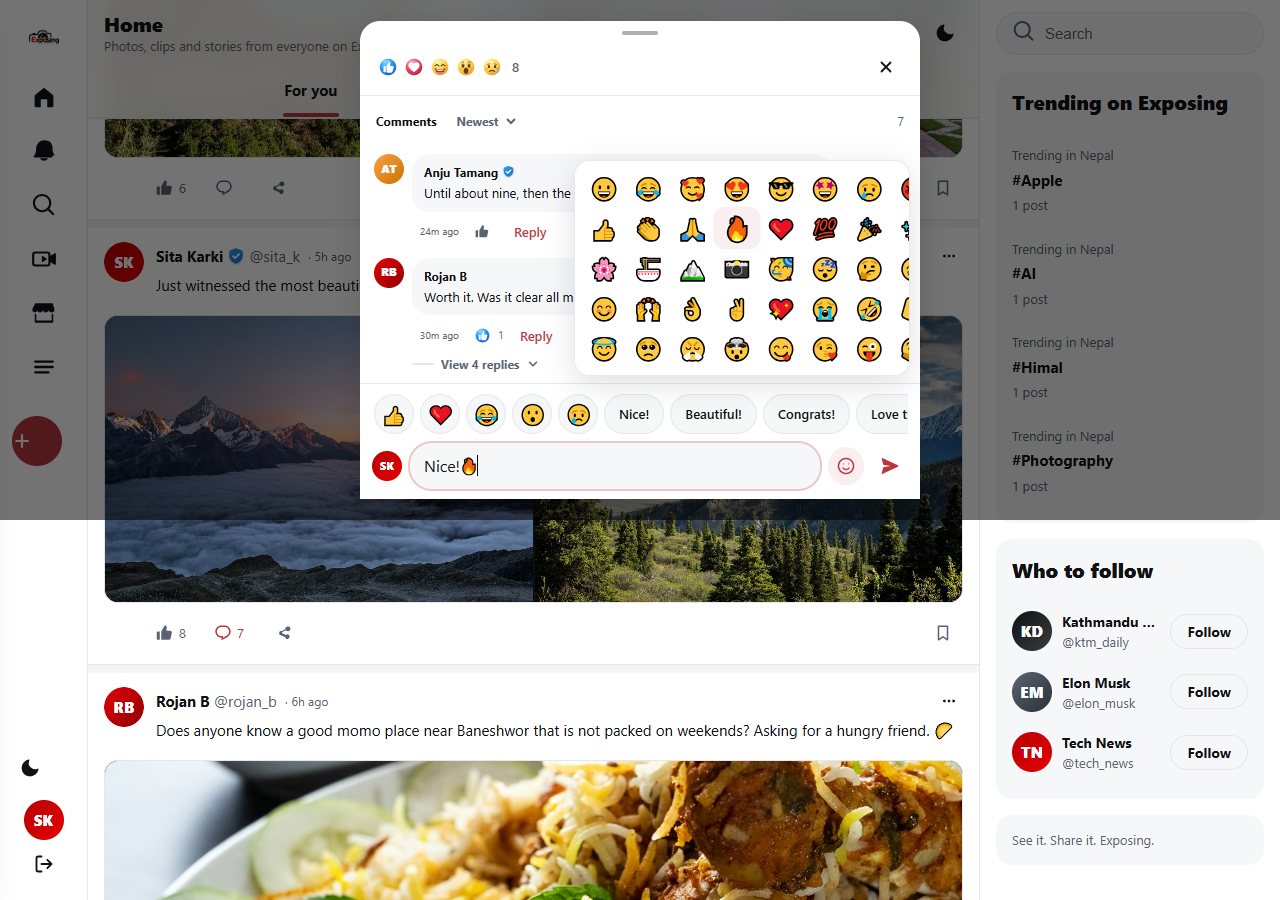 Exposing
Home
Photos, clips and stories from everyone on Ex
For you
6
SK
Sita Karki @sita_k · 5h ago
Just witnessed the most beauti
8
7
RB
Rojan B @rojan_b · 6h ago
Does anyone know a good momo place near Baneshwor that is not packed on weekends? Asking for a hungry friend. 🌮
SK
👍 ❤️ 😄 😮 😢 8
Comments
Newest
7
AT
Anju Tamang
Until about nine, then the
24m ago
Reply
RB
Rojan B
Worth it. Was it clear all m
30m ago
1
Reply
View 4 replies
Nice!
Beautiful!
Congrats!
Love t
SK
Nice!🔥
Search
Trending on Exposing
Trending in Nepal
#Apple
1 post
Trending in Nepal
#AI
1 post
Trending in Nepal
#Himal
1 post
Trending in Nepal
#Photography
1 post
Who to follow
KD
Kathmandu ...
@ktm_daily
Follow
EM
Elon Musk
@elon_musk
Follow
TN
Tech News
@tech_news
Follow
See it. Share it. Exposing.